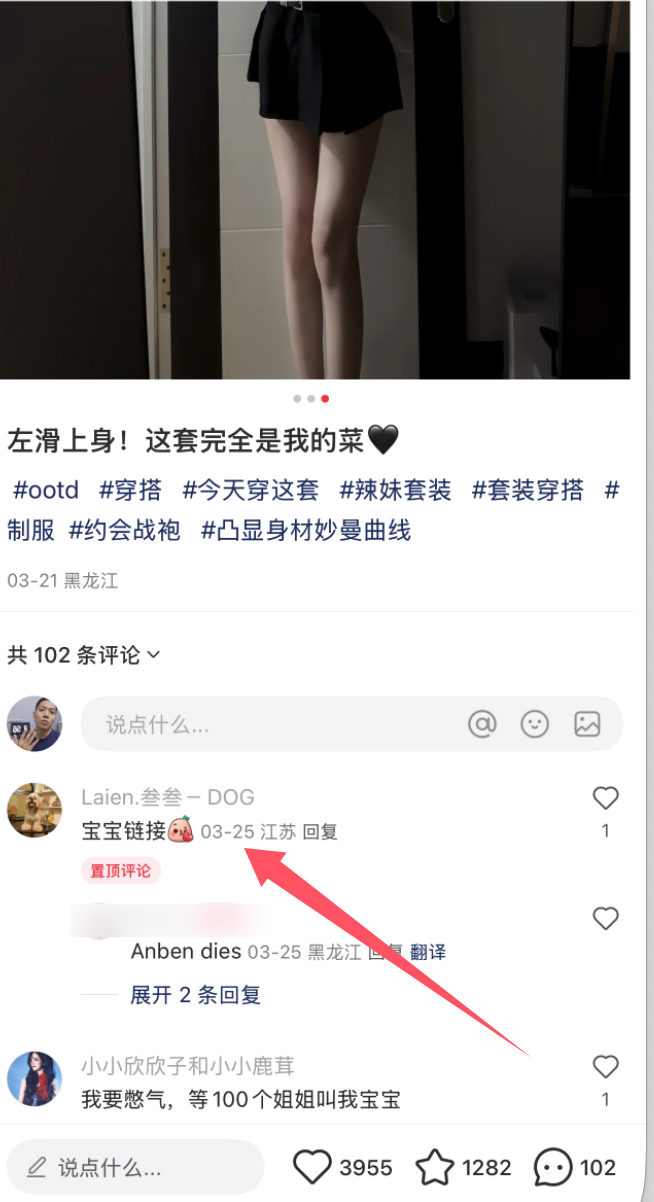 左滑上身！这套完全是我的菜🖤
#ootd #穿搭 #今天穿这套 #辣妹套装 #套装穿搭 #
制服 #约会战袍 #凸显身材妙曼曲线
03-21 黑龙江
共 102 条评论
说点什么...
Laien.叁叁－DOG
宝宝链接 03-25 江苏 回复
1
置顶评论
Anben dies 03-25 黑龙江 回复 翻译
展开 2 条回复
小小欣欣子和小小鹿茸
我要憋气，等100个姐姐叫我宝宝
1
说点什么... 3955 1282 102